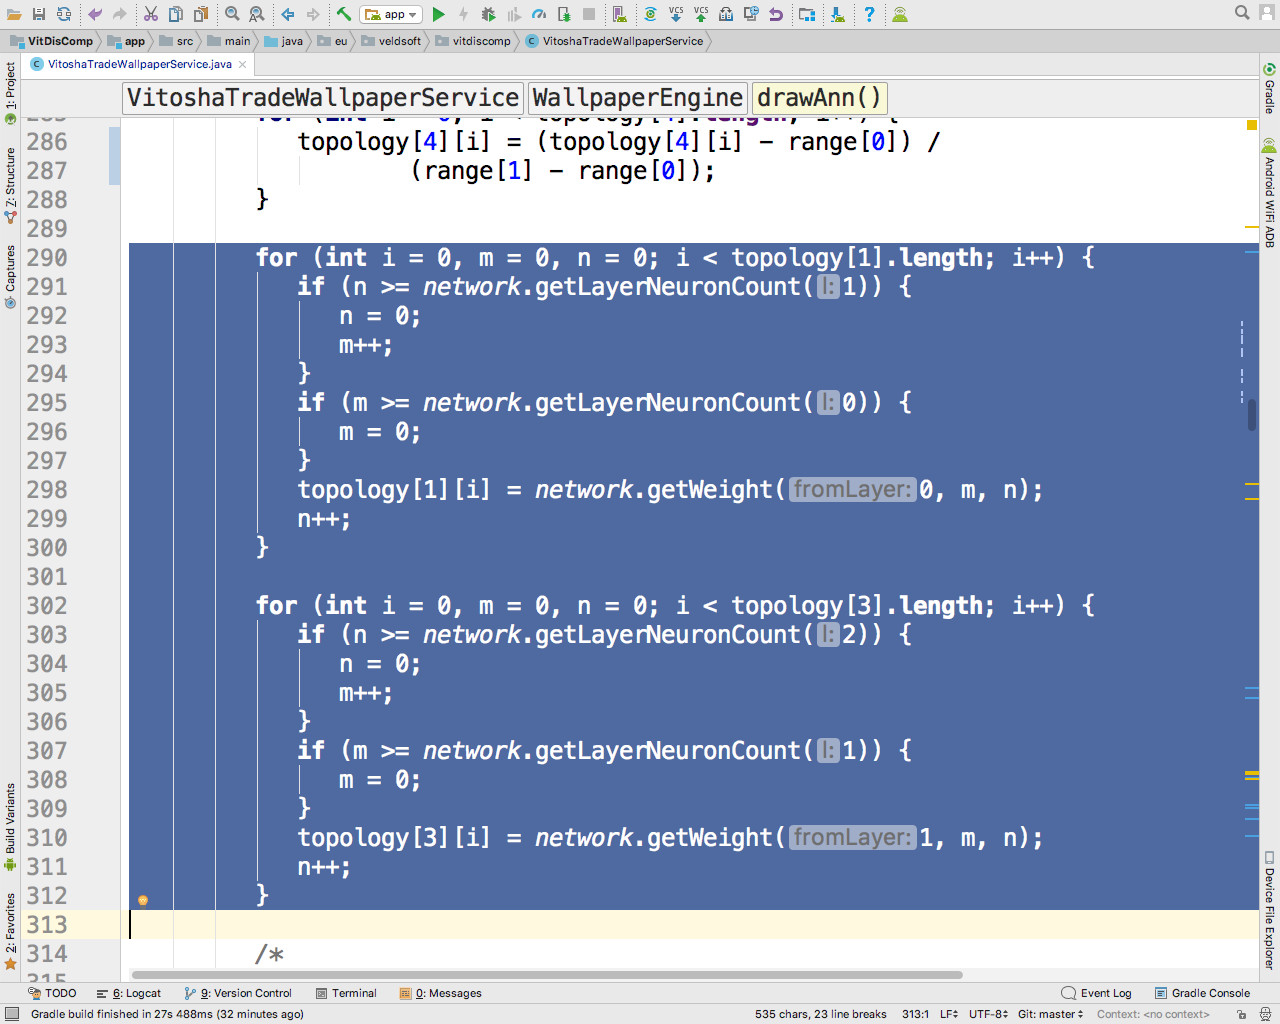 app
VCS VCS
VitDisComp app src main java eu veldsoft vitdiscomp VitoshaTradeWallpaperService
VitoshaTradeWallpaperService.java
VitoshaTradeWallpaperService WallpaperEngine drawAnn()
1: Project
Z: Structure
Captures
Build Variants
2: Favorites
285 for (int i = 0; i < topology[4].length; i++) {
286 topology[4][i] = (topology[4][i] - range[0]) /
287 (range[1] - range[0]);
288 }
289
290 for (int i = 0, m = 0, n = 0; i < topology[1].length; i++) {
291 if (n >= network.getLayerNeuronCount( l: 1)) {
292 n = 0;
293 m++;
294 }
295 if (m >= network.getLayerNeuronCount( l: 0)) {
296 m = 0;
297 }
298 topology[1][i] = network.getWeight( fromLayer: 0, m, n);
299 n++;
300 }
301
302 for (int i = 0, m = 0, n = 0; i < topology[3].length; i++) {
303 if (n >= network.getLayerNeuronCount( l: 2)) {
304 n = 0;
305 m++;
306 }
307 if (m >= network.getLayerNeuronCount( l: 1)) {
308 m = 0;
309 }
310 topology[3][i] = network.getWeight( fromLayer: 1, m, n);
311 n++;
312 }
313
314 /*
315
Gradle
Android WiFi ADB
Device File Explorer
TODO 6: Logcat 9: Version Control Terminal 0: Messages Event Log Gradle Console
Gradle build finished in 27s 488ms (32 minutes ago) 535 chars, 23 line breaks 313:1 LF UTF-8 Git: master Context: <no context>